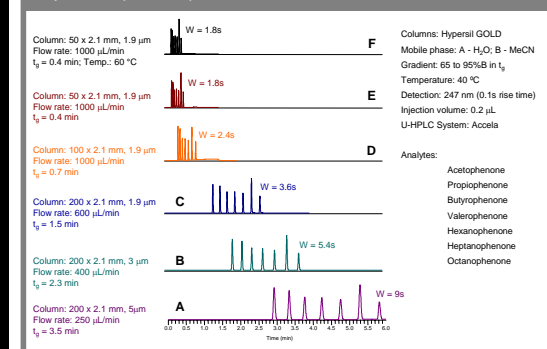 Column: 50 x 2.1 mm, 1.9 μm
Flow rate: 1000 μL/min
tg = 0.4 min; Temp.: 60 °C
W = 1.8s
F
Column: 50 x 2.1 mm, 1.9 μm
Flow rate: 1000 μL/min
tg = 0.4 min
W = 1.8s
E
Column: 100 x 2.1 mm, 1.9 μm
Flow rate: 1000 μL/min
tg = 0.7 min
W = 2.4s
D
Column: 200 x 2.1 mm, 1.9 μm
Flow rate: 600 μL/min
tg = 1.5 min
C
W = 3.6s
Column: 200 x 2.1 mm, 3 μm
Flow rate: 400 μL/min
tg = 2.3 min
B
W = 5.4s
Column: 200 x 2.1 mm, 5μm
Flow rate: 250 μL/min
tg = 3.5 min
A
W = 9s
0.0 0.5 1.0 1.5 2.0 2.5 3.0 3.5 4.0 4.5 5.0 5.5 6.0
Time (min)
Columns: Hypersil GOLD
Mobile phase: A - H2O; B - MeCN
Gradient: 65 to 95%B in tg
Temperature: 40 ºC
Detection: 247 nm (0.1s rise time)
Injection volume: 0.2 μL
U-HPLC System: Accela
Analytes:
Acetophenone
Propiophenone
Butyrophenone
Valerophenone
Hexanophenone
Heptanophenone
Octanophenone